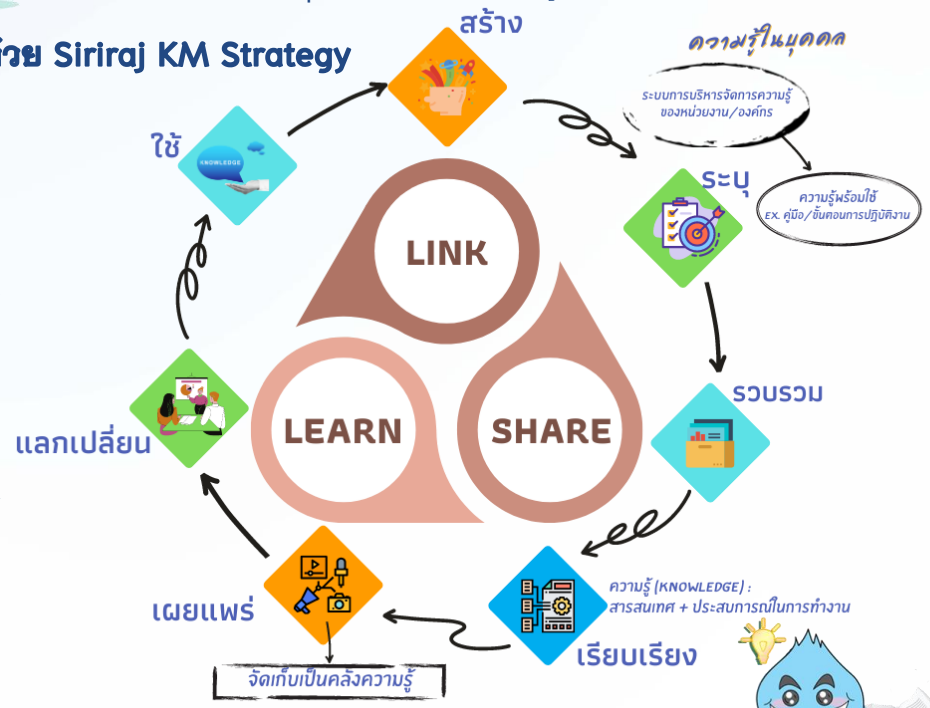 ด้วย Siriraj KM Strategy
สร้าง
ความรู้ในบุคคล
ระบบการบริหารจัดการความรู้
ของหน่วยงาน/องค์กร
ใช้
KNOWLEDGE
ระบุ
ความรู้พร้อมใช้
EX. คู่มือ/ขั้นตอนการปฏิบัติงาน
LINK
รวบรวม
LEARN
SHARE
แลกเปลี่ยน
ความรู้ (KNOWLEDGE) :
สารสนเทศ + ประสบการณ์ในการทำงาน
เผยแพร่
เรียบเรียง
จัดเก็บเป็นคลังความรู้